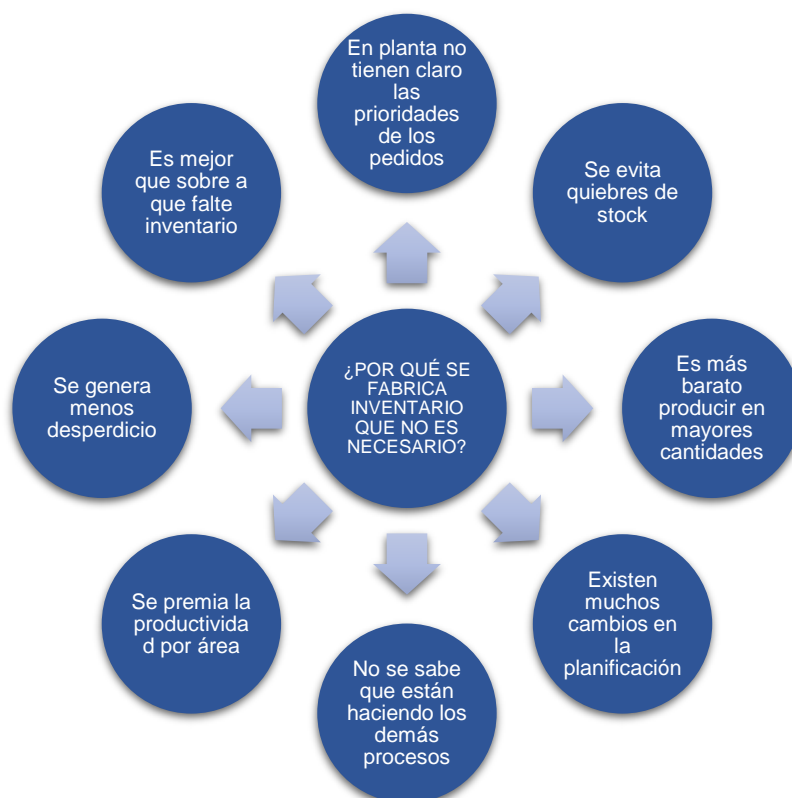 En planta no
tienen claro
las
prioridades
de los
pedidos
Se evita
quiebres de
stock
Es más
barato
producir en
mayores
cantidades
Existen
muchos
cambios en
la
planificación
No se sabe
que están
haciendo los
demás
procesos
Se premia la
productivida
d por área
Se genera
menos
desperdicio
Es mejor
que sobre a
que falte
inventario
¿POR QUÉ SE
FABRICA
INVENTARIO
QUE NO ES
NECESARIO?